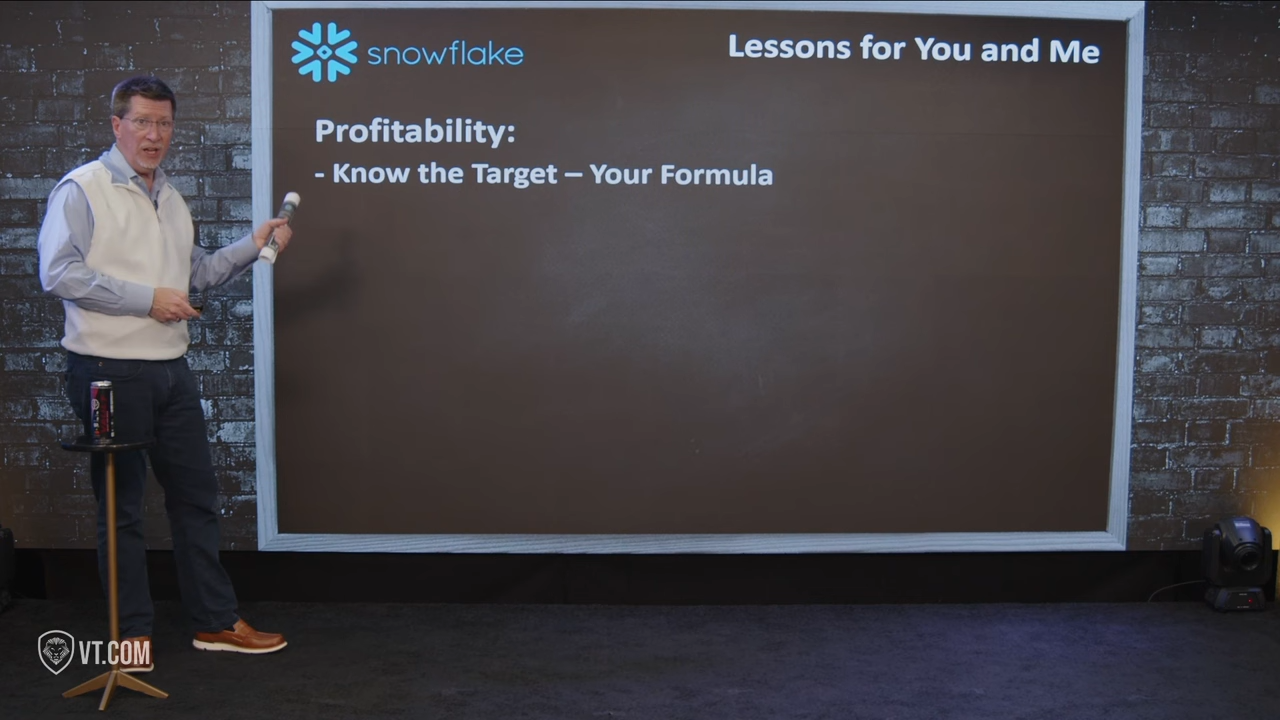 snowflake
Lessons for You and Me
Profitability:
- Know the Target – Your Formula
VT.COM